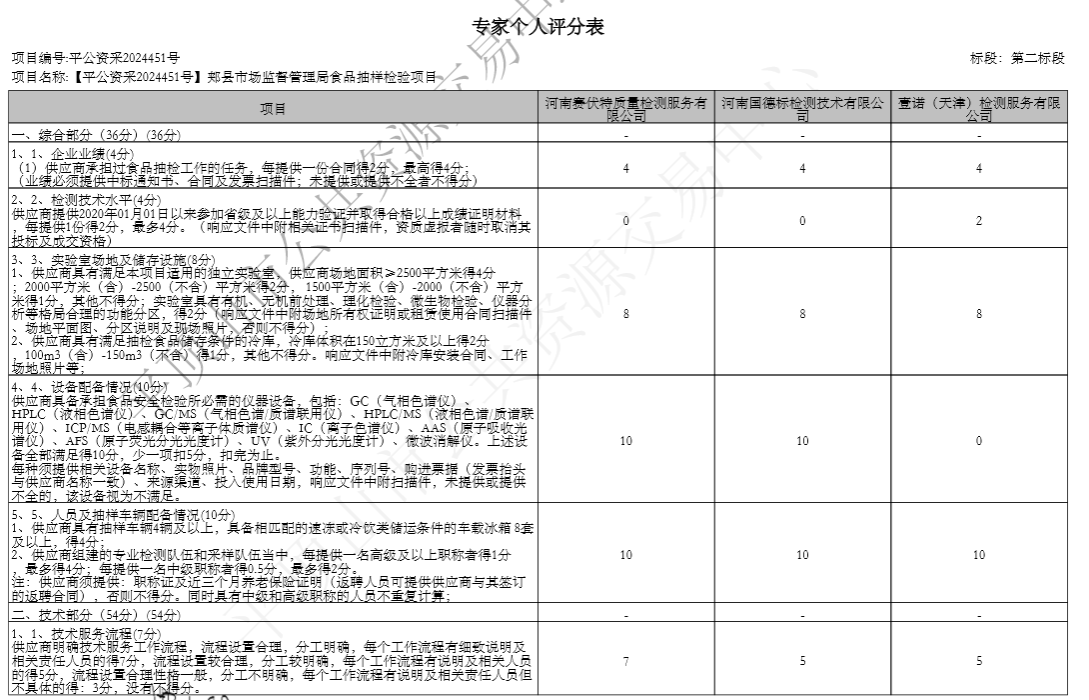 专家个人评分表
项目编号:平公资采2024451号
标段：第二标段
项目名称:【平公资采2024451号】郏县市场监督管理局食品抽样检验项目
项目
河南赛伏特质量检测服务有
限公司
河南国德标检测技术有限公
司
壹诺（天津）检测服务有限
公司
一、综合部分（36分）(36分)
-
-
-
1、1、企业业绩(4分)
（1）供应商承担过食品抽检工作的任务，每提供一份合同得2分，最高得4分；
（业绩必须提供中标通知书、合同及发票扫描件；未提供或提供不全者不得分）
4
4
4
2、2、检测技术水平(4分)
供应商提供2020年01月01日以来参加省级及以上能力验证并取得合格以上成绩证明材料
，每提供1份得2分，最多4分。（响应文件中附相关证书扫描件，资质虚报者随时取消其
投标及成交资格）
0
0
2
3、3、实验室场地及储存设施(8分)
1、供应商具有满足本项目适用的独立实验室，供应商场地面积≥2500平方米得4分
；2000平方米（含）-2500（不含）平方米得2分，1500平方米（含）-2000（不含）平方
米得1分，其他不得分；实验室具有有机、无机前处理、理化检验、微生物检验、仪器分
析等格局合理的功能分区，得2分（响应文件中附场地所有权证明或租赁使用合同扫描件
、场地平面图、分区说明及现场照片，否则不得分）；
2、供应商具有满足抽检食品储存条件的冷库，冷库体积在150立方米及以上得2分
，100m3（含）-150m3（不含）得1分，其他不得分。响应文件中附冷库安装合同、工作
场地照片等；
8
8
8
4、4、设备配备情况(10分)
供应商具备承担食品安全检验所必需的仪器设备，包括：GC（气相色谱仪）、
HPLC（液相色谱仪）、GC/MS（气相色谱/质谱联用仪）、HPLC/MS（液相色谱/质谱联
用仪）、ICP/MS（电感耦合等离子体质谱仪）、IC（离子色谱仪）、AAS（原子吸收光
谱仪）、AFS（原子荧光分光光度计）、UV（紫外分光光度计）、微波消解仪。上述设
备全部满足得10分，少一项扣5分，扣完为止。
每种须提供相关设备名称、实物照片、品牌型号、功能、序列号、购进票据（发票抬头
与供应商名称一致）、来源渠道、投入使用日期，响应文件中附扫描件，未提供或提供
不全的，该设备视为不满足。
10
10
0
5、5、人员及抽样车辆配备情况(10分)
1、供应商具有抽样车辆4辆及以上，具备相匹配的速冻或冷饮类储运条件的车载冰箱 8套
及以上，得4分；
2、供应商组建的专业检测队伍和采样队伍当中，每提供一名高级及以上职称者得1分
，最多得4分；每提供一名中级职称者得0.5分，最多得2分。
注：供应商须提供：职称证及近三个月养老保险证明（返聘人员可提供供应商与其签订
的返聘合同），否则不得分。同时具有中级和高级职称的人员不重复计算；
10
10
10
二、技术部分（54分）(54分)
-
-
-
1、1、技术服务流程(7分)
供应商明确技术服务工作流程，流程设置合理，分工明确，每个工作流程有细致说明及
相关责任人员的得7分，流程设置较合理，分工较明确，每个工作流程有说明及相关人员
的得5分，流程设置合理性格一般，分工不明确，每个工作流程有说明及相关责任人员但
不具体的得：3分，没有不得分。
7
5
5